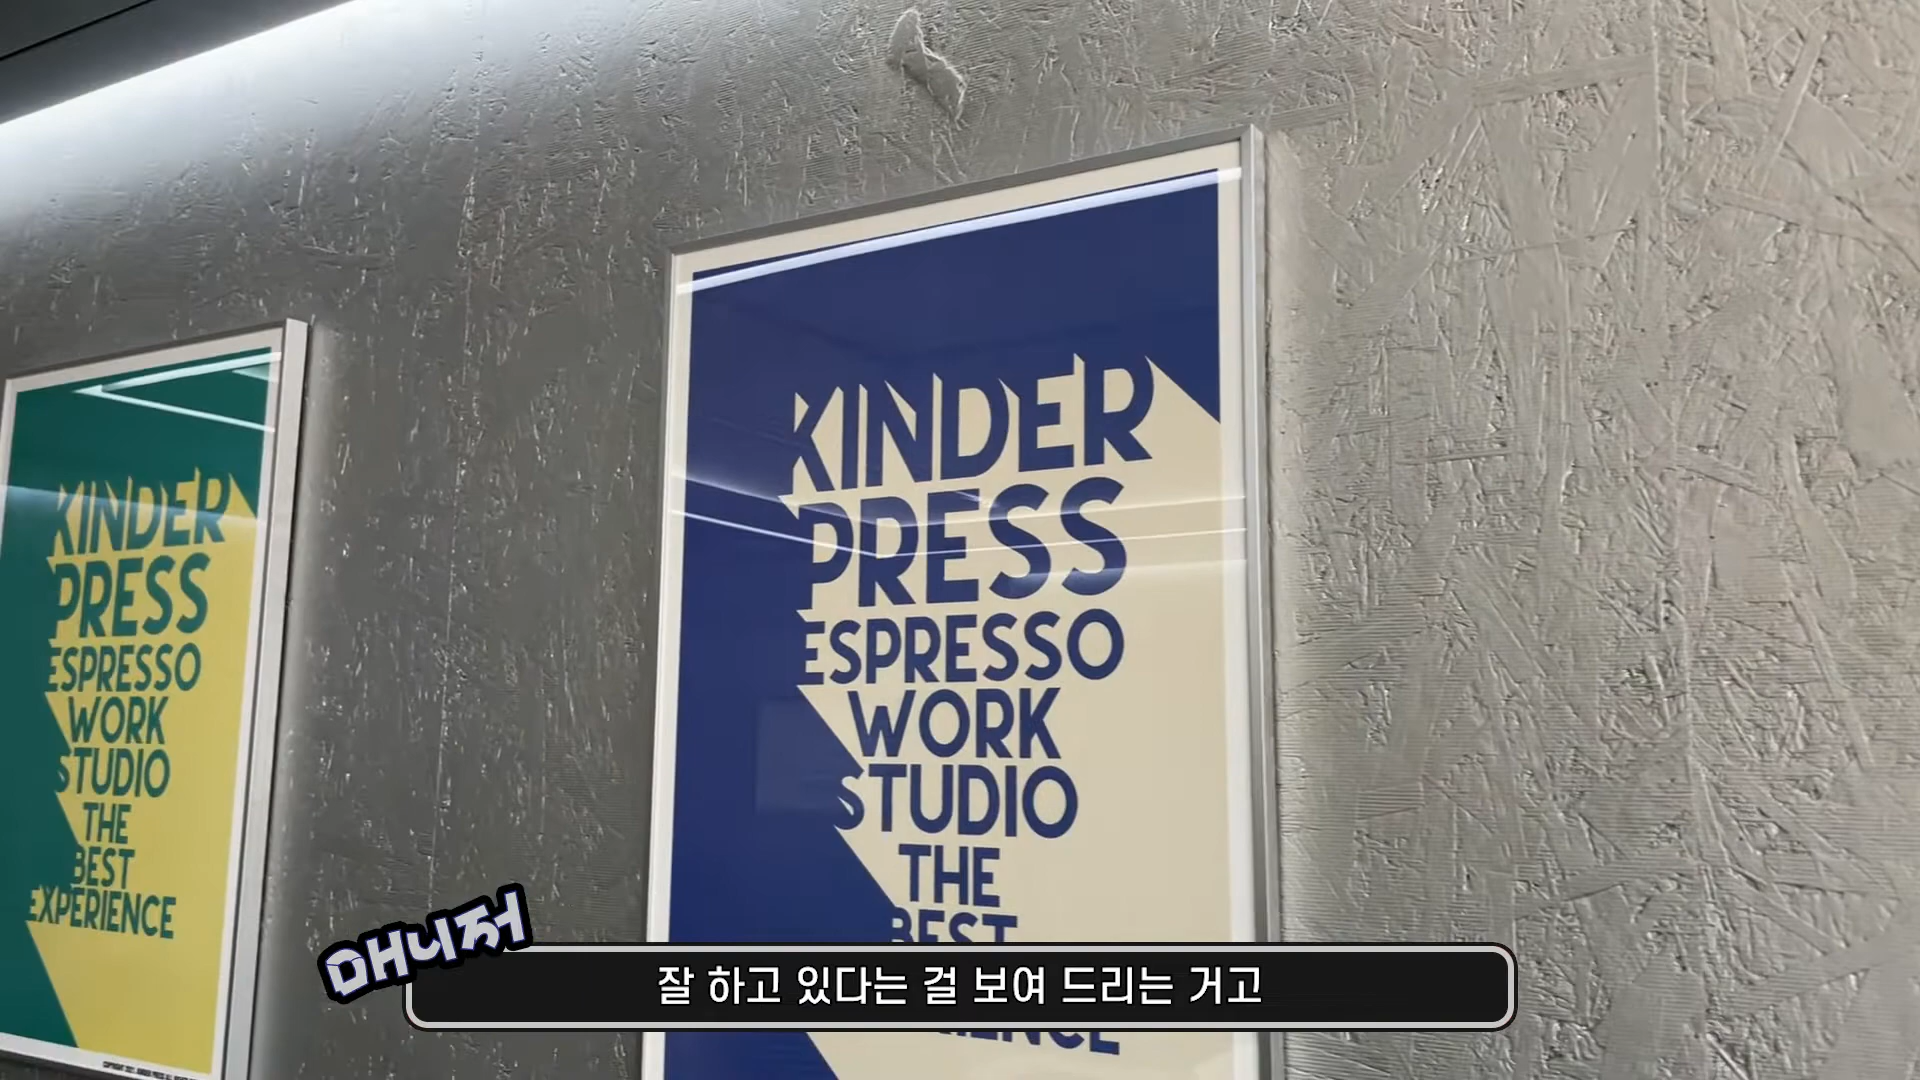 KINDER
PRESS
ESPRESSO
WORK
STUDIO
THE
BEST
EXPERIENCE
KINDER
PRESS
ESPRESSO
WORK
STUDIO
THE
BEST
매니저
잘 하고 있다는 걸 보여 드리는 거고